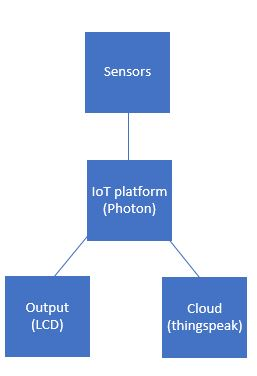 Sensors
IoT platform
(Photon)
Output
(LCD)
Cloud
(thingspeak)